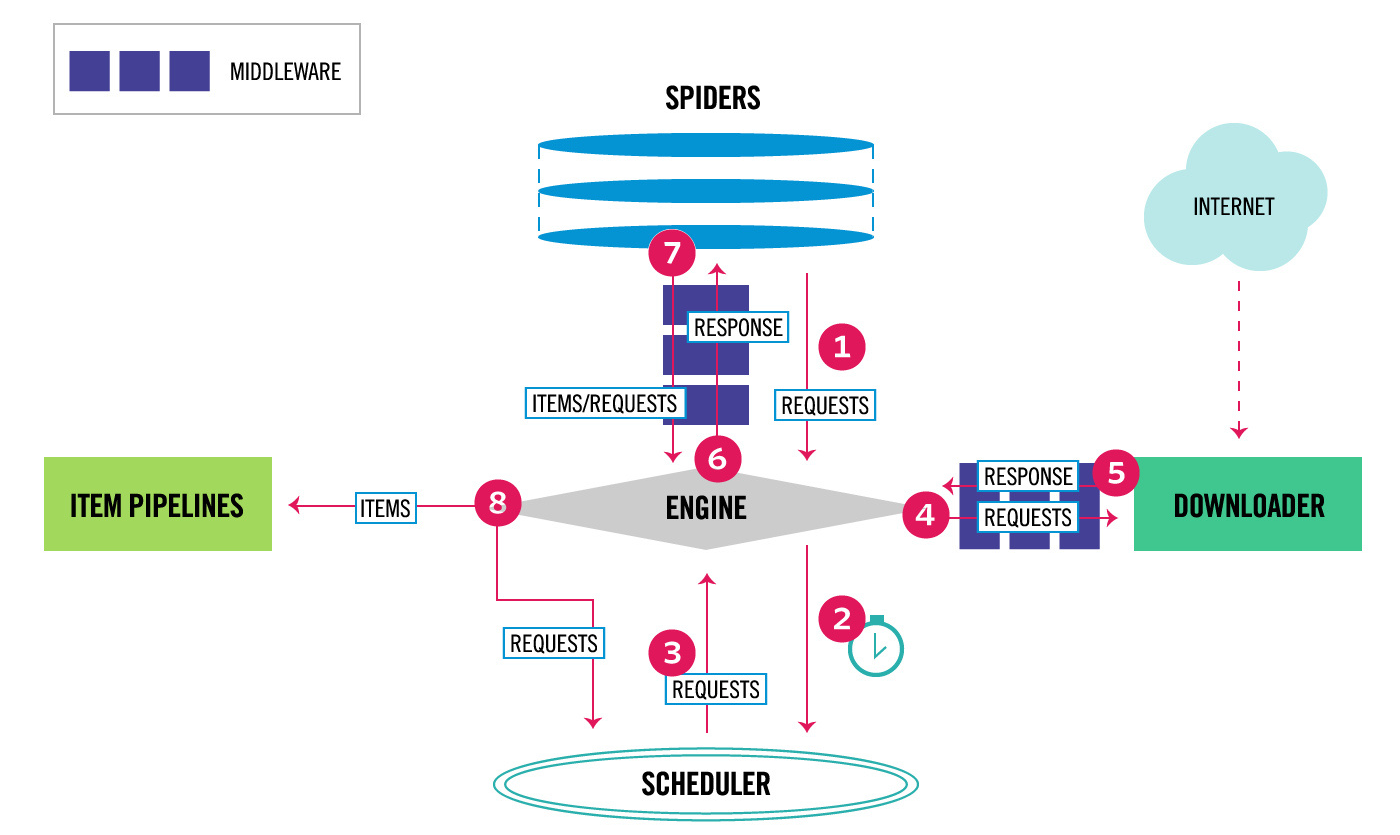 MIDDLEWARE
SPIDERS
INTERNET
7
RESPONSE
1
ITEMS/REQUESTS
REQUESTS
6
RESPONSE
5
ITEM PIPELINES
ITEMS
8
ENGINE
4
REQUESTS
DOWNLOADER
2
REQUESTS
3
REQUESTS
SCHEDULER